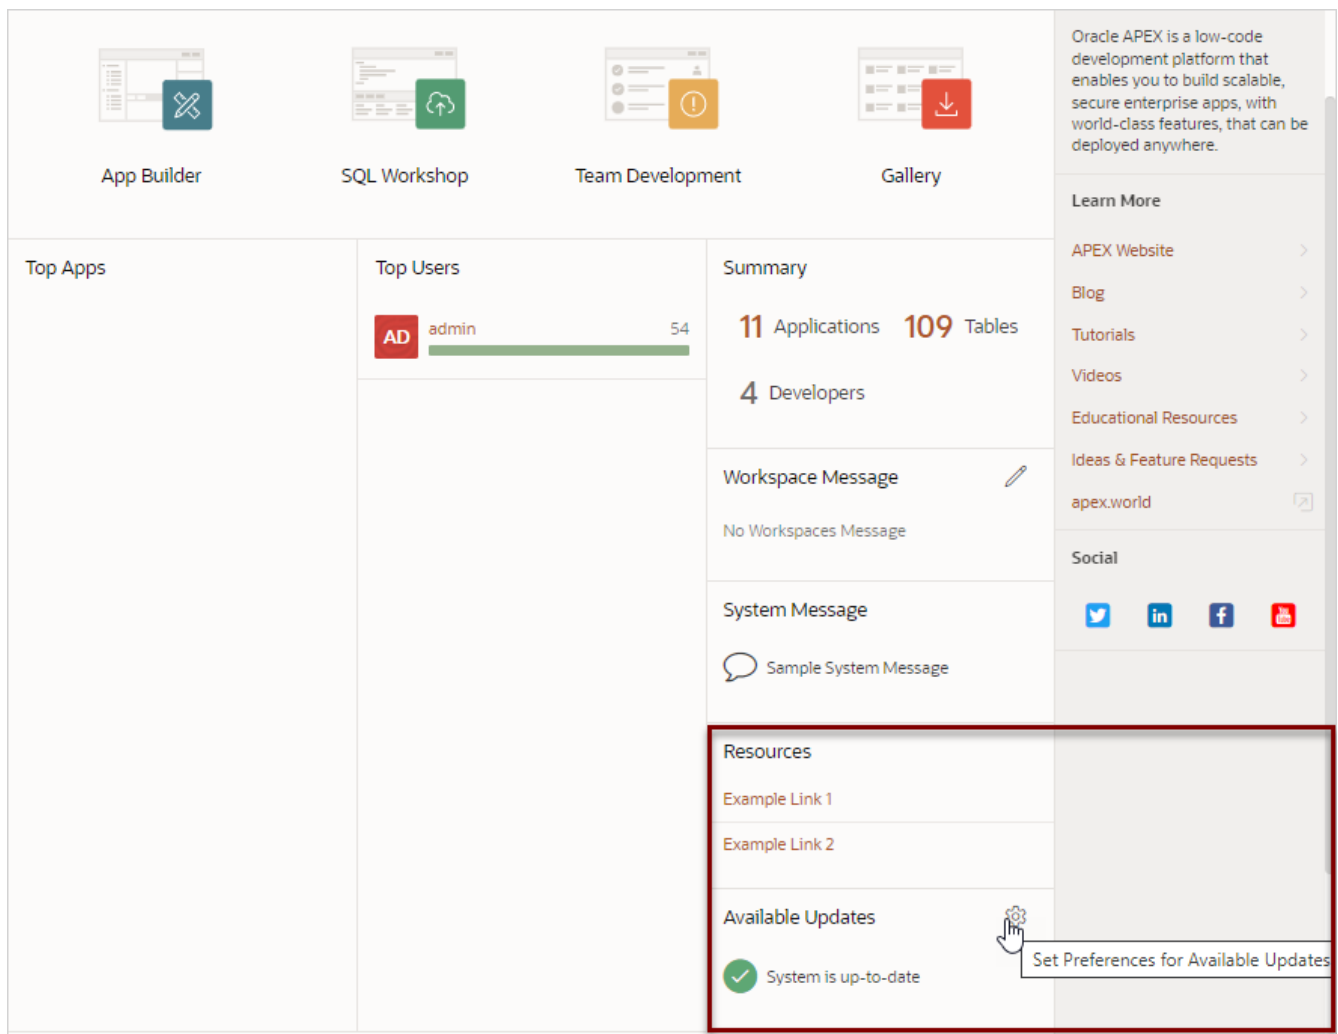 App Builder
SQL Workshop
Team Development
Gallery
Top Apps
Top Users
AD
admin
54
Summary
11 Applications
109 Tables
4 Developers
Workspace Message
No Workspaces Message
System Message
Sample System Message
Resources
Example Link 1
Example Link 2
Available Updates
Set Preferences for Available Updates
System is up-to-date
Oracle APEX is a low-code
development platform that
enables you to build scalable,
secure enterprise apps, with
world-class features, that can be
deployed anywhere.
Learn More
APEX Website
Blog
Tutorials
Videos
Educational Resources
Ideas & Feature Requests
apex.world
Social
in
f
You
Tube